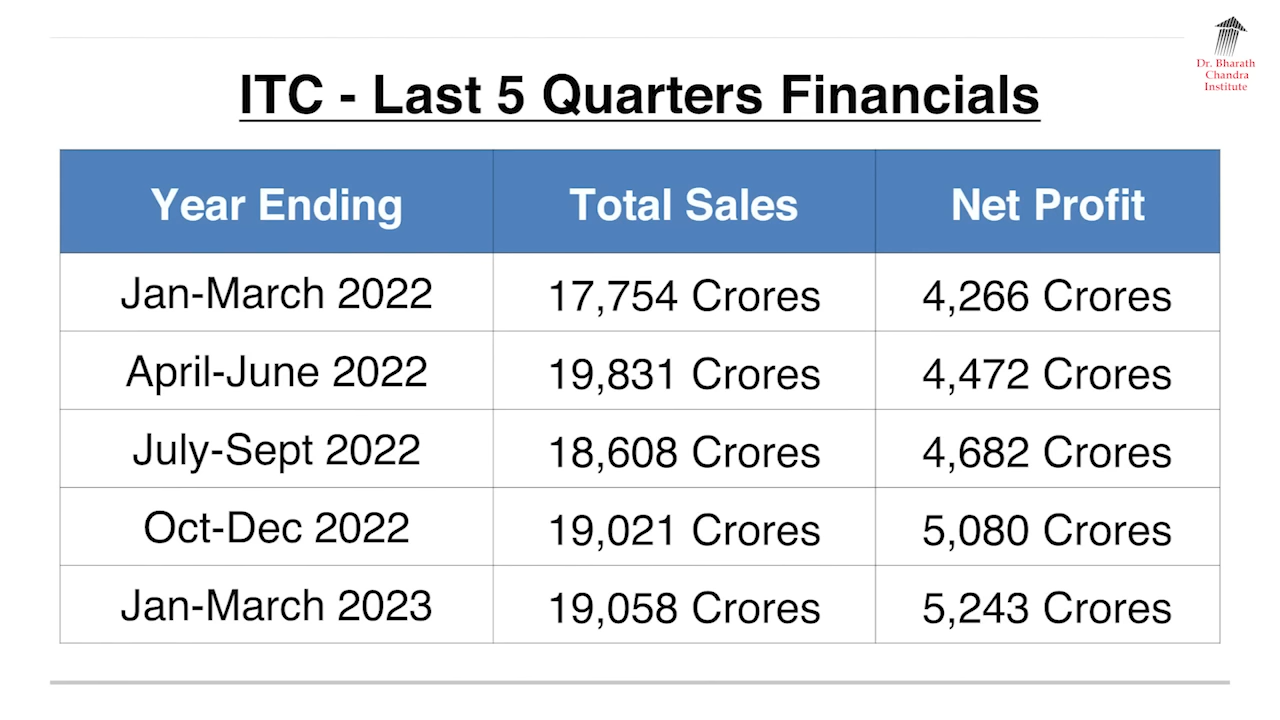 Dr. Bharath
Chandra
Institute
ITC - Last 5 Quarters Financials
Year Ending Total Sales Net Profit
Jan-March 2022 17,754 Crores 4,266 Crores
April-June 2022 19,831 Crores 4,472 Crores
July-Sept 2022 18,608 Crores 4,682 Crores
Oct-Dec 2022 19,021 Crores 5,080 Crores
Jan-March 2023 19,058 Crores 5,243 Crores